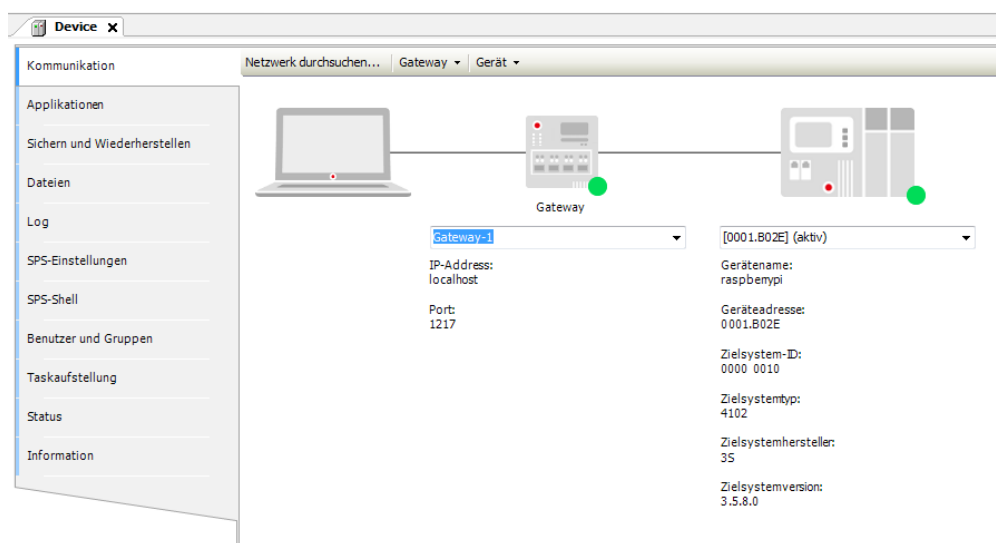 Device X
Netzwerk durchsuchen... Gateway Gerät
Kommunikation
Applikationen
Sichern und Wiederherstellen
Dateien
Log
SPS-Einstellungen
SPS-Shell
Benutzer und Gruppen
Taskaufstellung
Status
Information
Gateway
Gateway-1
IP-Address:
localhost
Port:
1217
[0001.B02E] (aktiv)
Gerätename:
raspberrypi
Geräteadresse:
0001.B02E
Zielsystem-ID:
0000 0010
Zielsystemtyp:
4102
Zielsystemhersteller:
3S
Zielsystemversion:
3.5.8.0